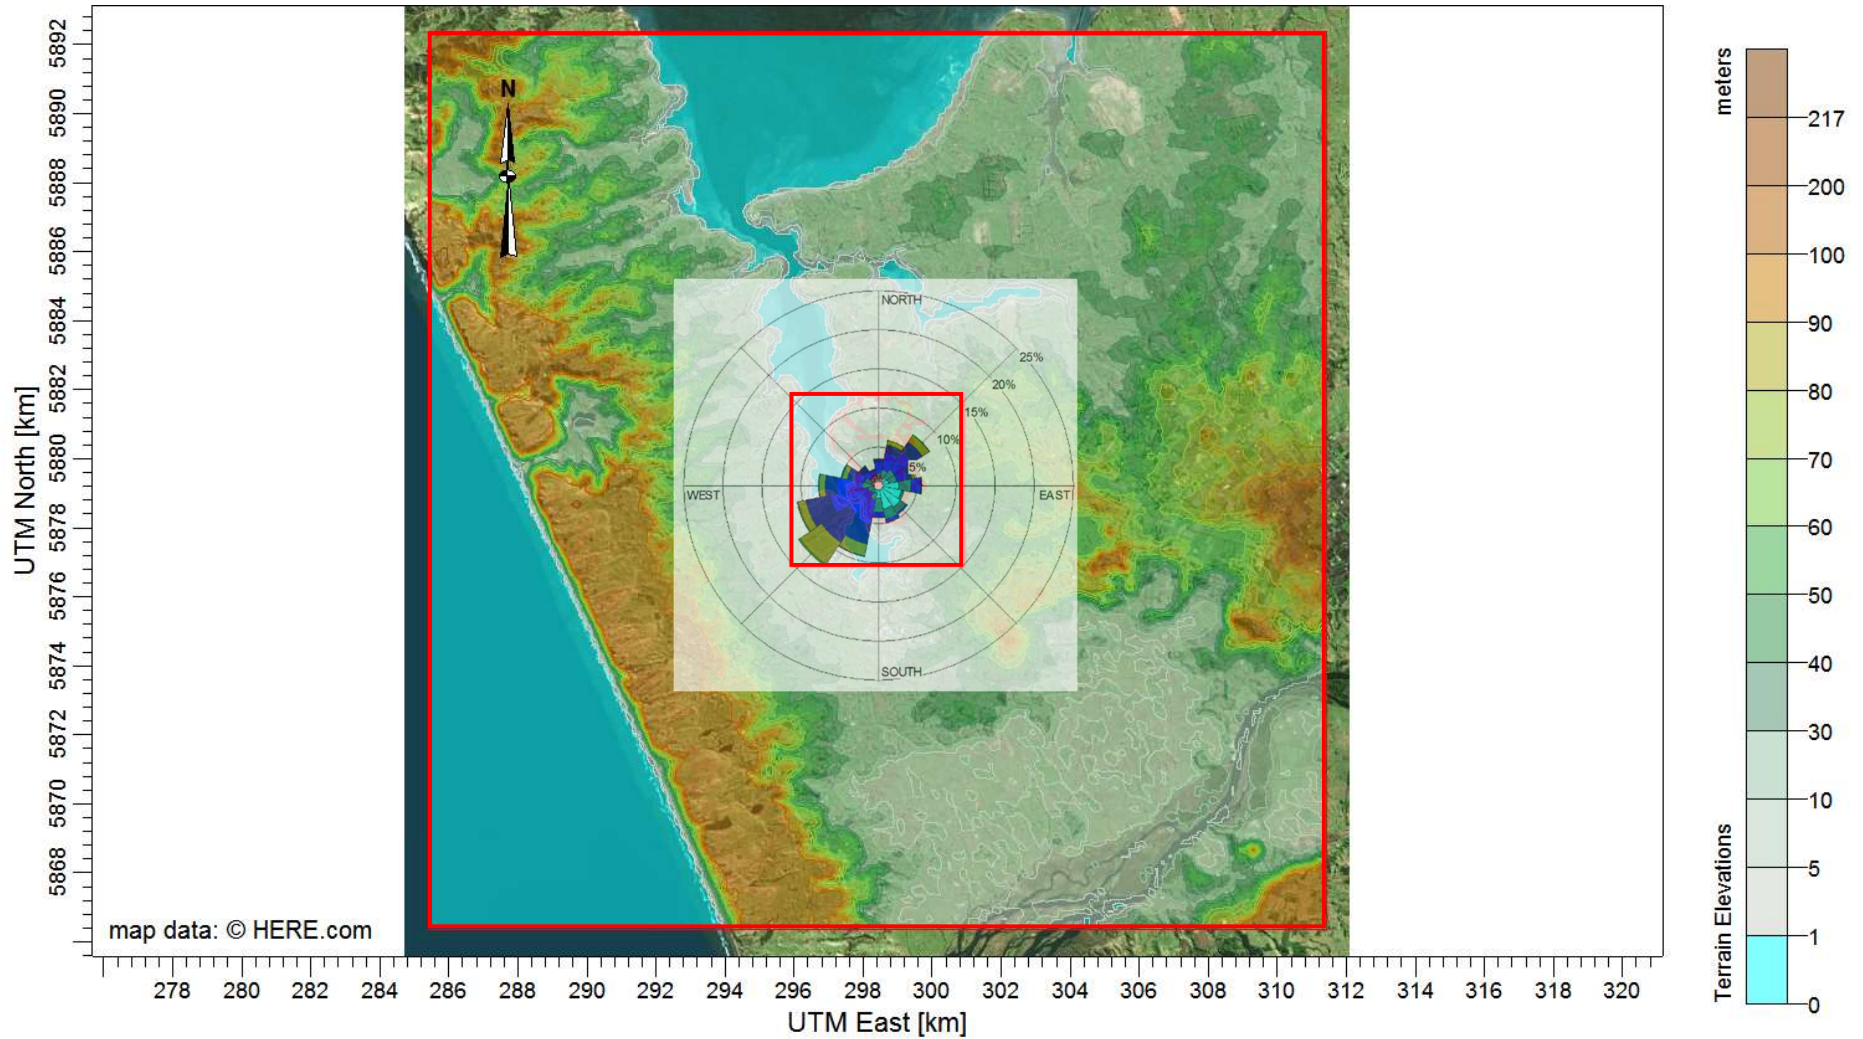 UTM North [km]
5892
5890
5888
5886
5884
5882
5880
5878
5876
5874
5872
5870
5868
N
NORTH
25%
20%
15%
10%
5%
WEST
EAST
SOUTH
map data: © HERE.com
278 280 282 284 286 288 290 292 294 296 298 300 302 304 306 308 310 312 314 316 318 320
UTM East [km]
meters
217
200
100
90
80
70
60
50
40
30
10
5
1
0
Terrain Elevations